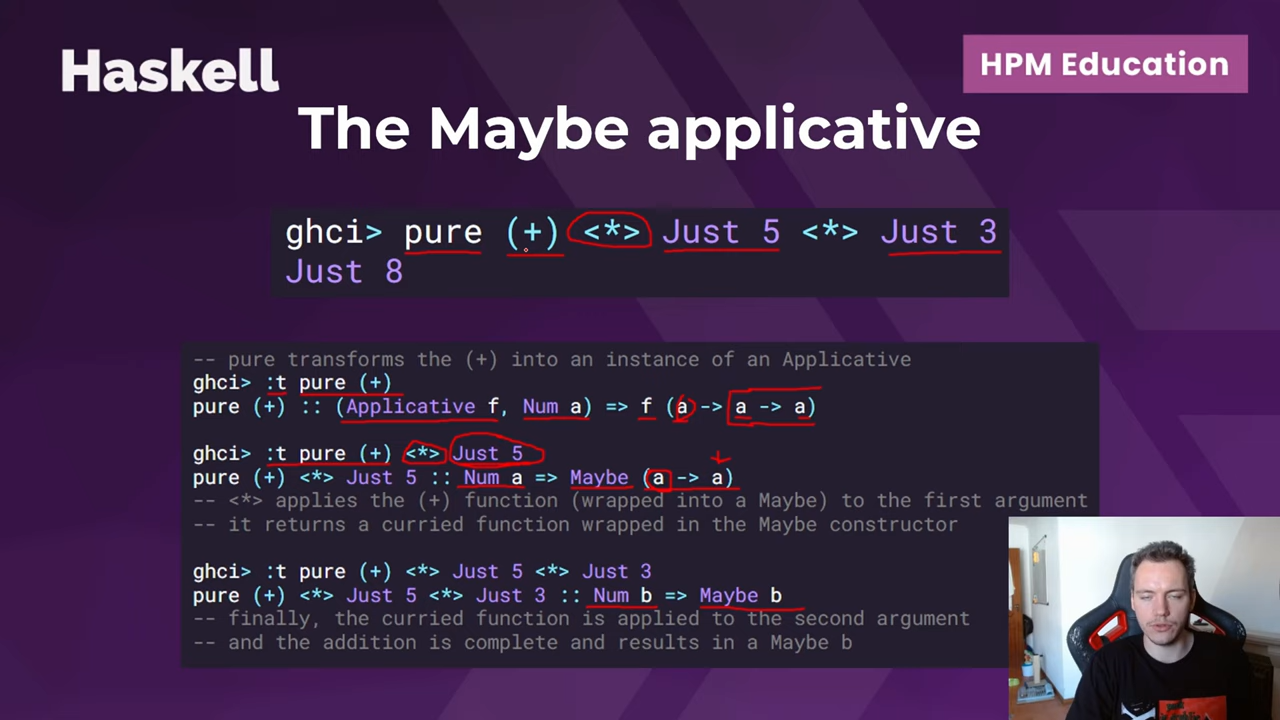 Haskell
HPM Education
The Maybe applicative
ghci> pure (+) <*> Just 5 <*> Just 3
Just 8
-- pure transforms the (+) into an instance of an Applicative
ghci> :t pure (+)
pure (+) :: (Applicative f, Num a) => f (a -> a -> a)
ghci> :t pure (+) <*> Just 5
pure (+) <*> Just 5 :: Num a => Maybe (a -> a)
-- <*> applies the (+) function (wrapped into a Maybe) to the first argument
-- it returns a curried function wrapped in the Maybe constructor
ghci> :t pure (+) <*> Just 5 <*> Just 3
pure (+) <*> Just 5 <*> Just 3 :: Num b => Maybe b
-- finally, the curried function is applied to the second argument
-- and the addition is complete and results in a Maybe b